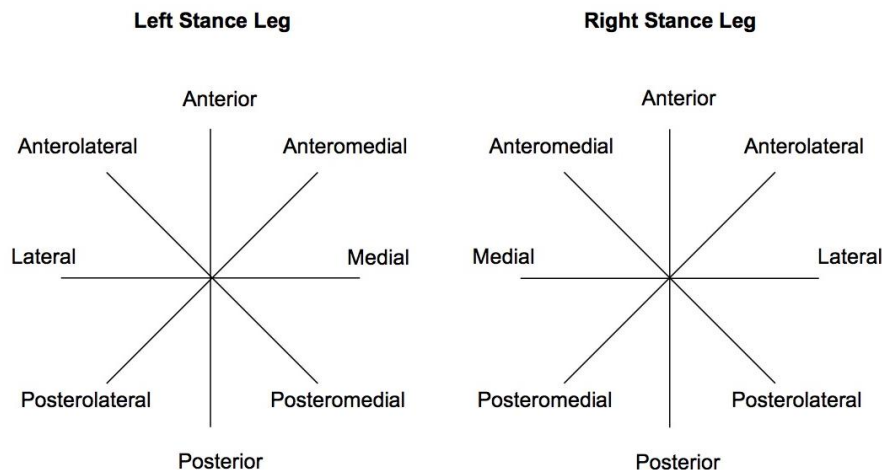 Left Stance Leg
Anterior
Anterolateral
Anteromedial
Lateral
Medial
Posterolateral
Posteromedial
Posterior
Right Stance Leg
Anterior
Anteromedial
Anterolateral
Medial
Lateral
Posteromedial
Posterolateral
Posterior